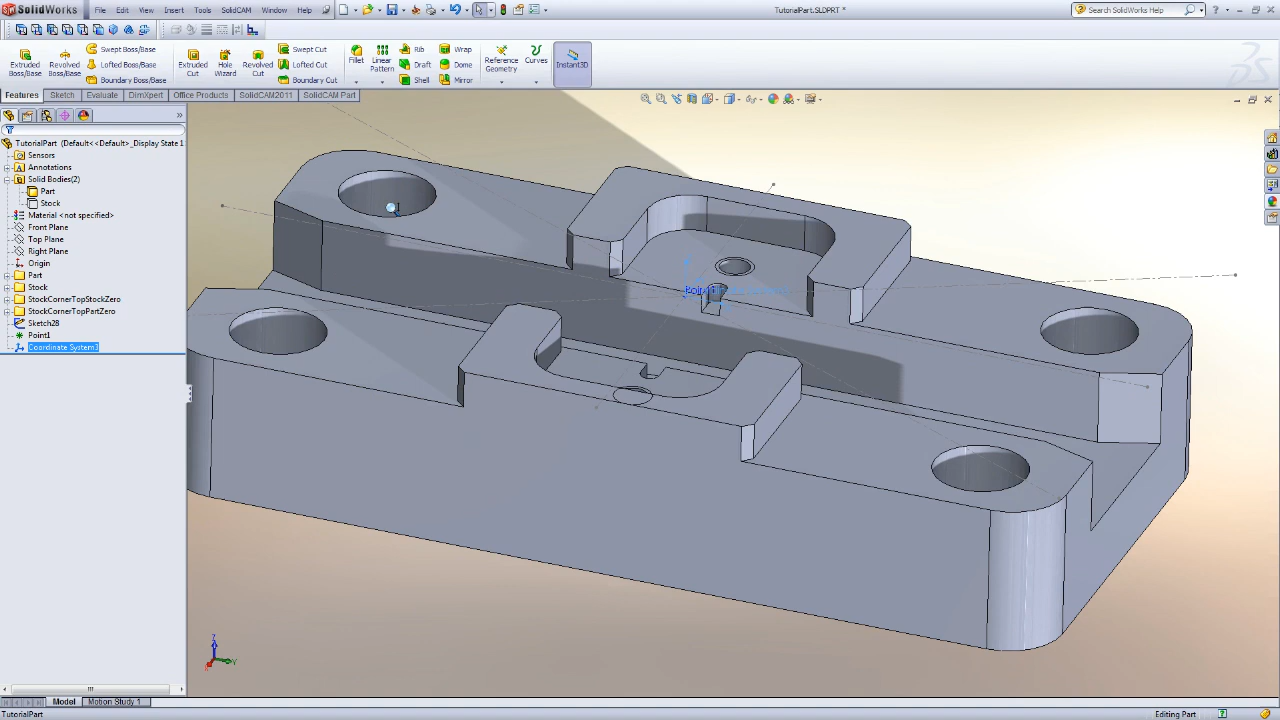 SolidWorks File Edit View Insert Tools SolidCAM Window Help TutorialPart.SLDPRT * Search SolidWorks Help
Extruded Boss/Base
Revolved Boss/Base
Swept Boss/Base
Lofted Boss/Base
Boundary Boss/Base
Extruded Cut
Hole Wizard
Revolved Cut
Swept Cut
Lofted Cut
Boundary Cut
Fillet
Linear Pattern
Rib
Draft
Shell
Wrap
Dome
Mirror
Reference Geometry
Curves
Instant3D
Features Sketch Evaluate DimXpert Office Products SolidCAM2011 SolidCAM Part
TutorialPart (Default<<Default>_Display State 1
Sensors
Annotations
Solid Bodies(2)
Part
Stock
Material <not specified>
Front Plane
Top Plane
Right Plane
Origin
Part
Stock
StockCornerTopStockZero
StockCornerTopPartZero
Sketch28
Point1
Coordinate System3
Z
Y
Model Motion Study 1
TutorialPart Editing Part